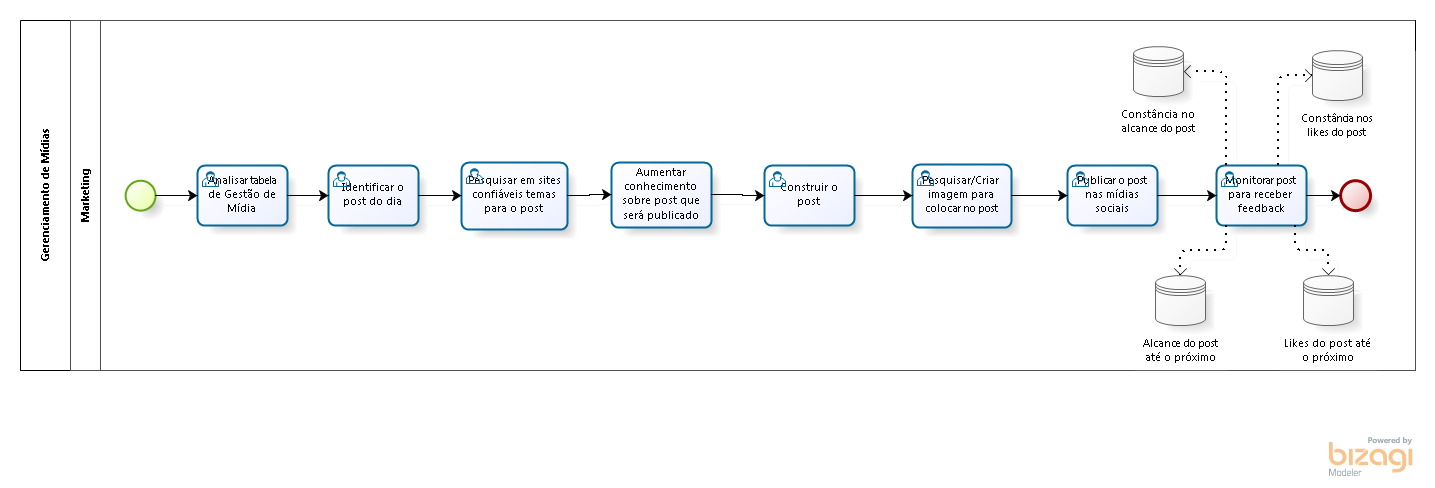 Gerenciamento de Mídias
Marketing
Analisar tabela
de Gestão de
Mídia
Identificar o
post do dia
Pesquisar em sites
confiáveis temas
para o post
Aumentar
conhecimento
sobre post que
será publicado
Construir o
post
Pesquisar/Criar
imagem para
colocar no post
Publicar o post
nas mídias
sociais
Monitorar post
para receber
feedback
Constância no
alcance do post
Constância nos
likes do post
Alcance do post
até o próximo
Likes do post até
o próximo
Powered by
bizagi
Modeler